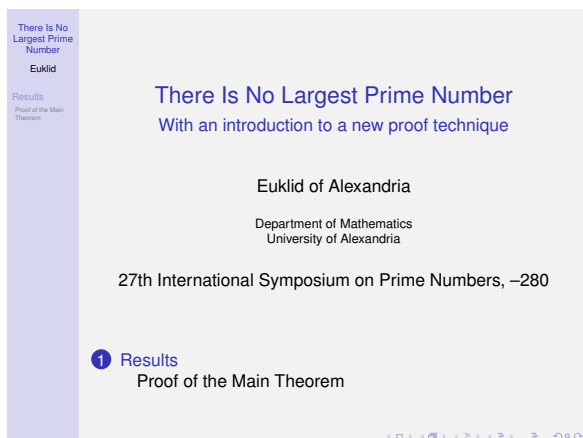 There Is No
Largest Prime
Number
Euklid
Results
Proof of the Main
Theorem
There Is No Largest Prime Number
With an introduction to a new proof technique
Euklid of Alexandria
Department of Mathematics
University of Alexandria
27th International Symposium on Prime Numbers, –280
1 Results
Proof of the Main Theorem